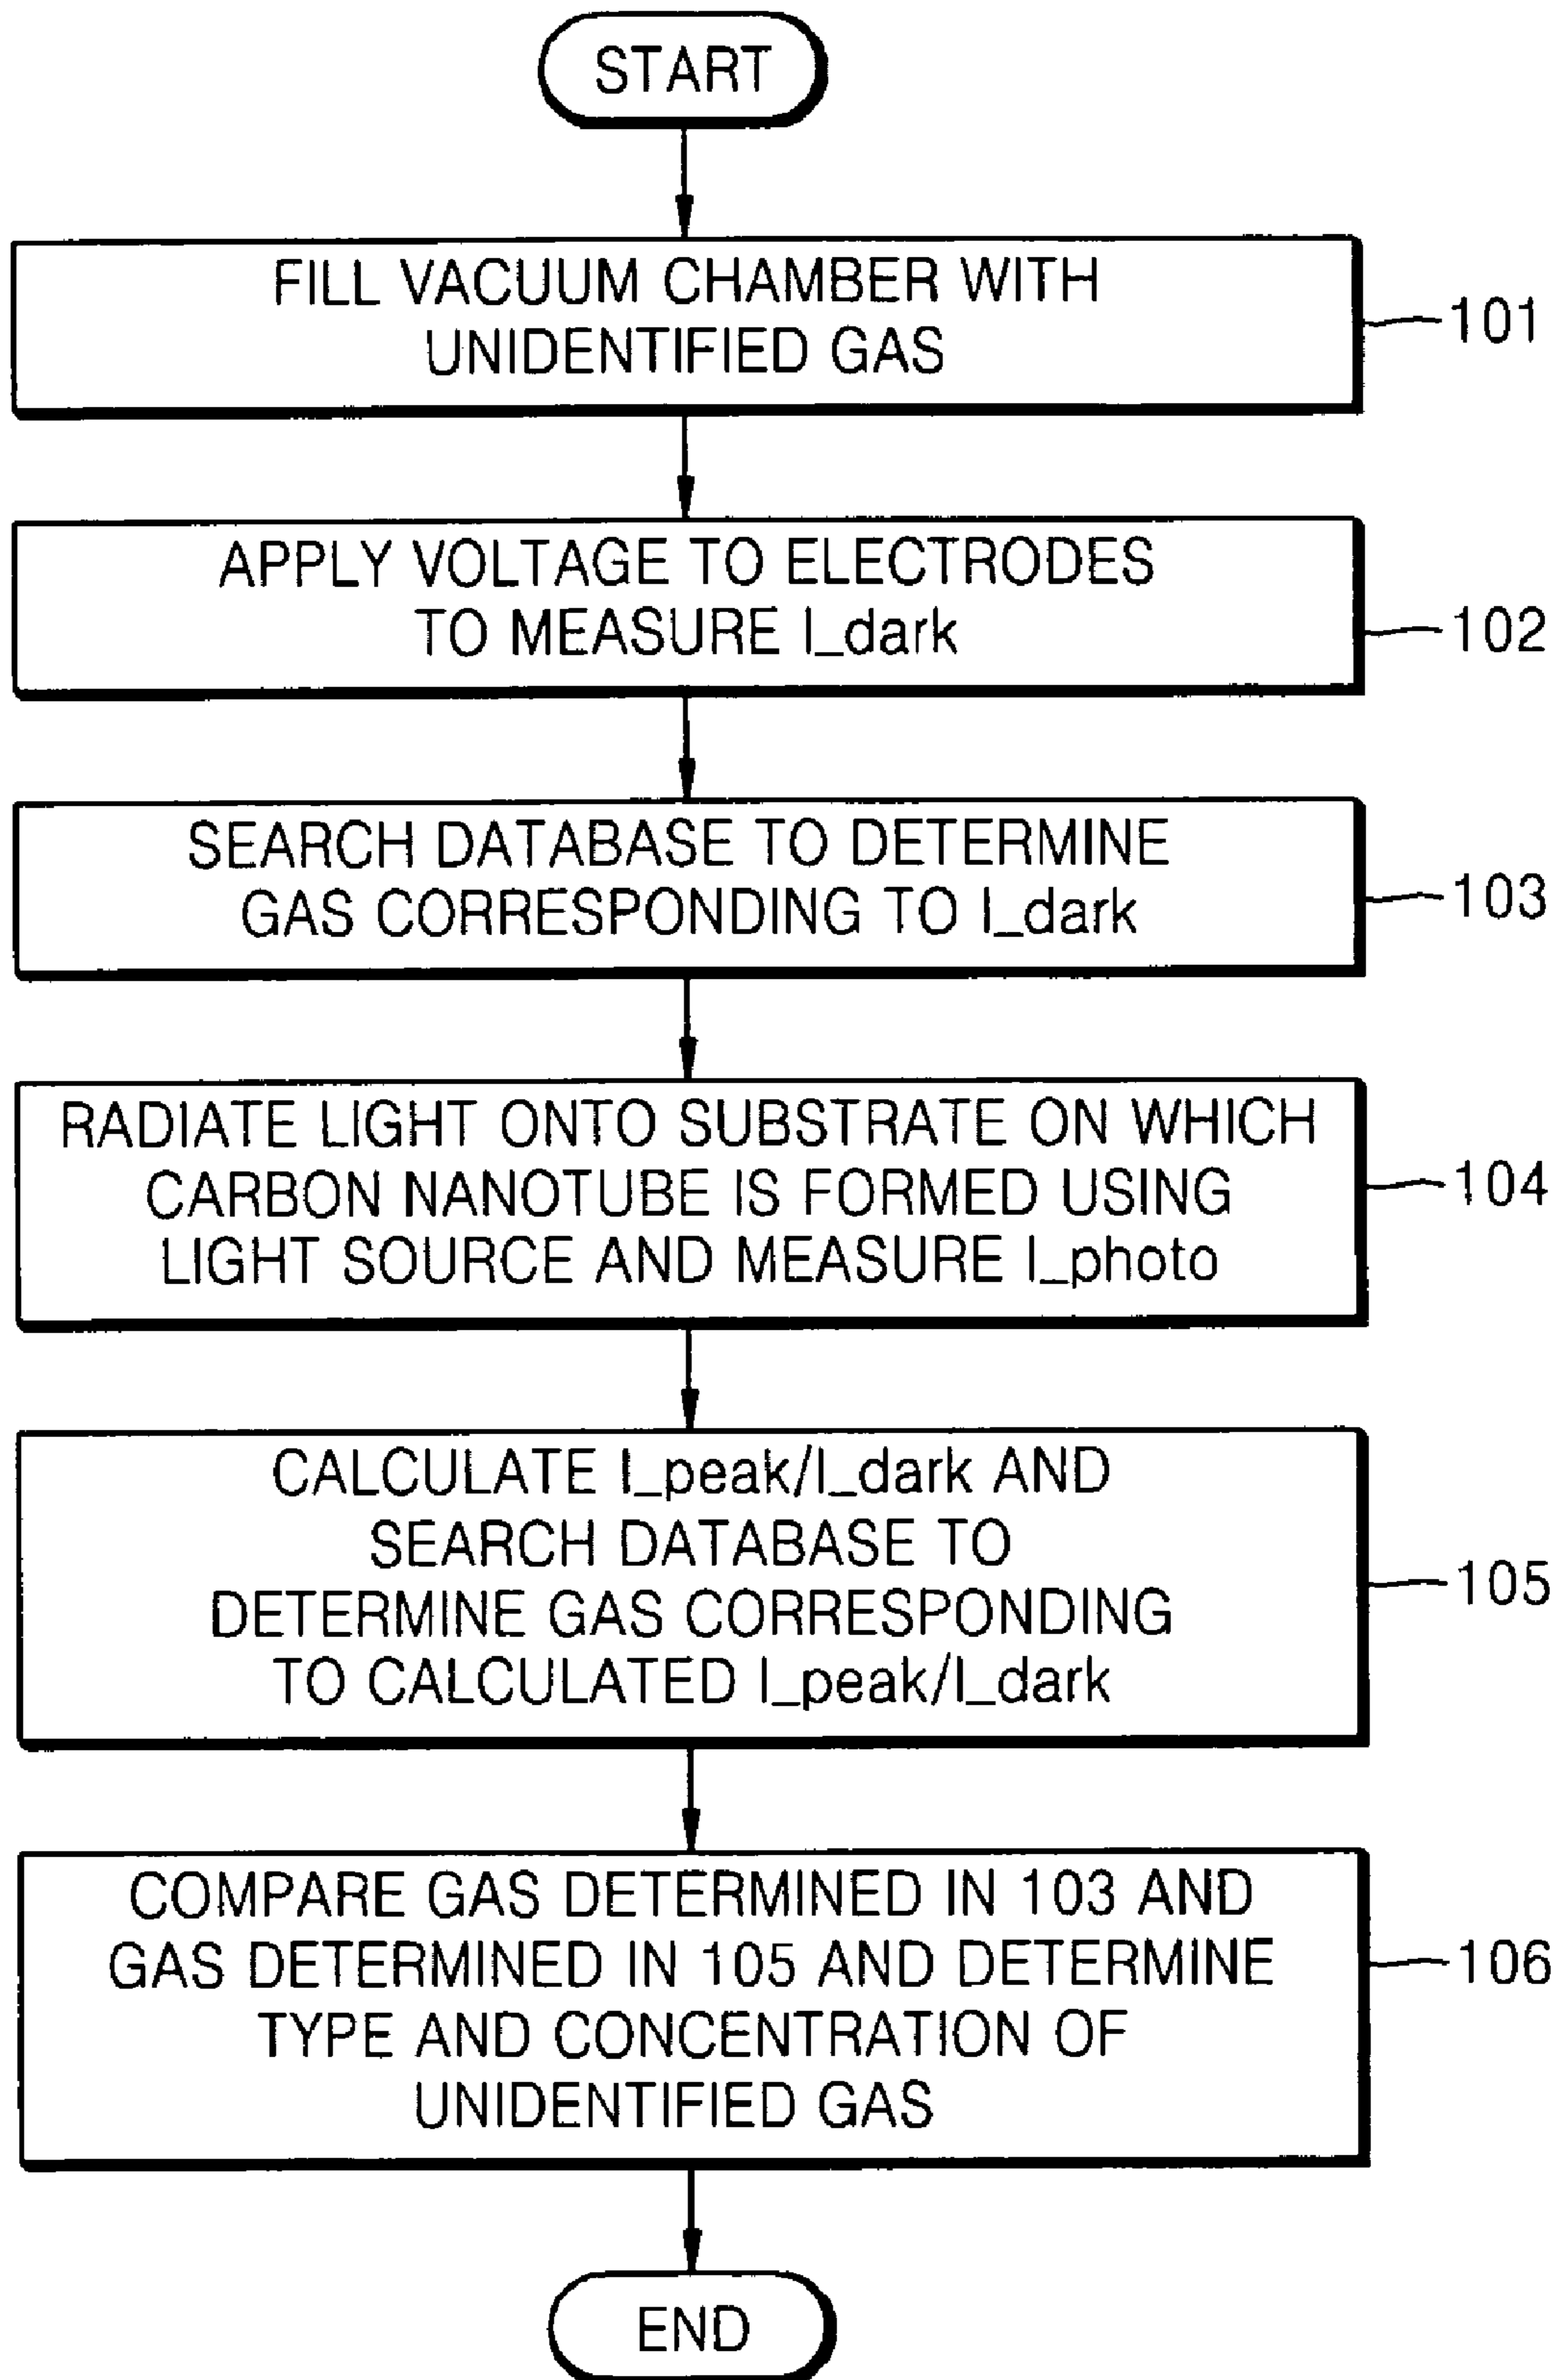 START
FILL VACUUM CHAMBER WITH
UNIDENTIFIED GAS
101
APPLY VOLTAGE TO ELECTRODES
TO MEASURE I_dark
102
SEARCH DATABASE TO DETERMINE
GAS CORRESPONDING TO I_dark
103
RADIATE LIGHT ONTO SUBSTRATE ON WHICH
CARBON NANOTUBE IS FORMED USING
LIGHT SOURCE AND MEASURE I_photo
104
CALCULATE I_peak/I_dark AND
SEARCH DATABASE TO
DETERMINE GAS CORRESPONDING
TO CALCULATED I_peak/I_dark
105
COMPARE GAS DETERMINED IN 103 AND
GAS DETERMINED IN 105 AND DETERMINE
TYPE AND CONCENTRATION OF
UNIDENTIFIED GAS
106
END